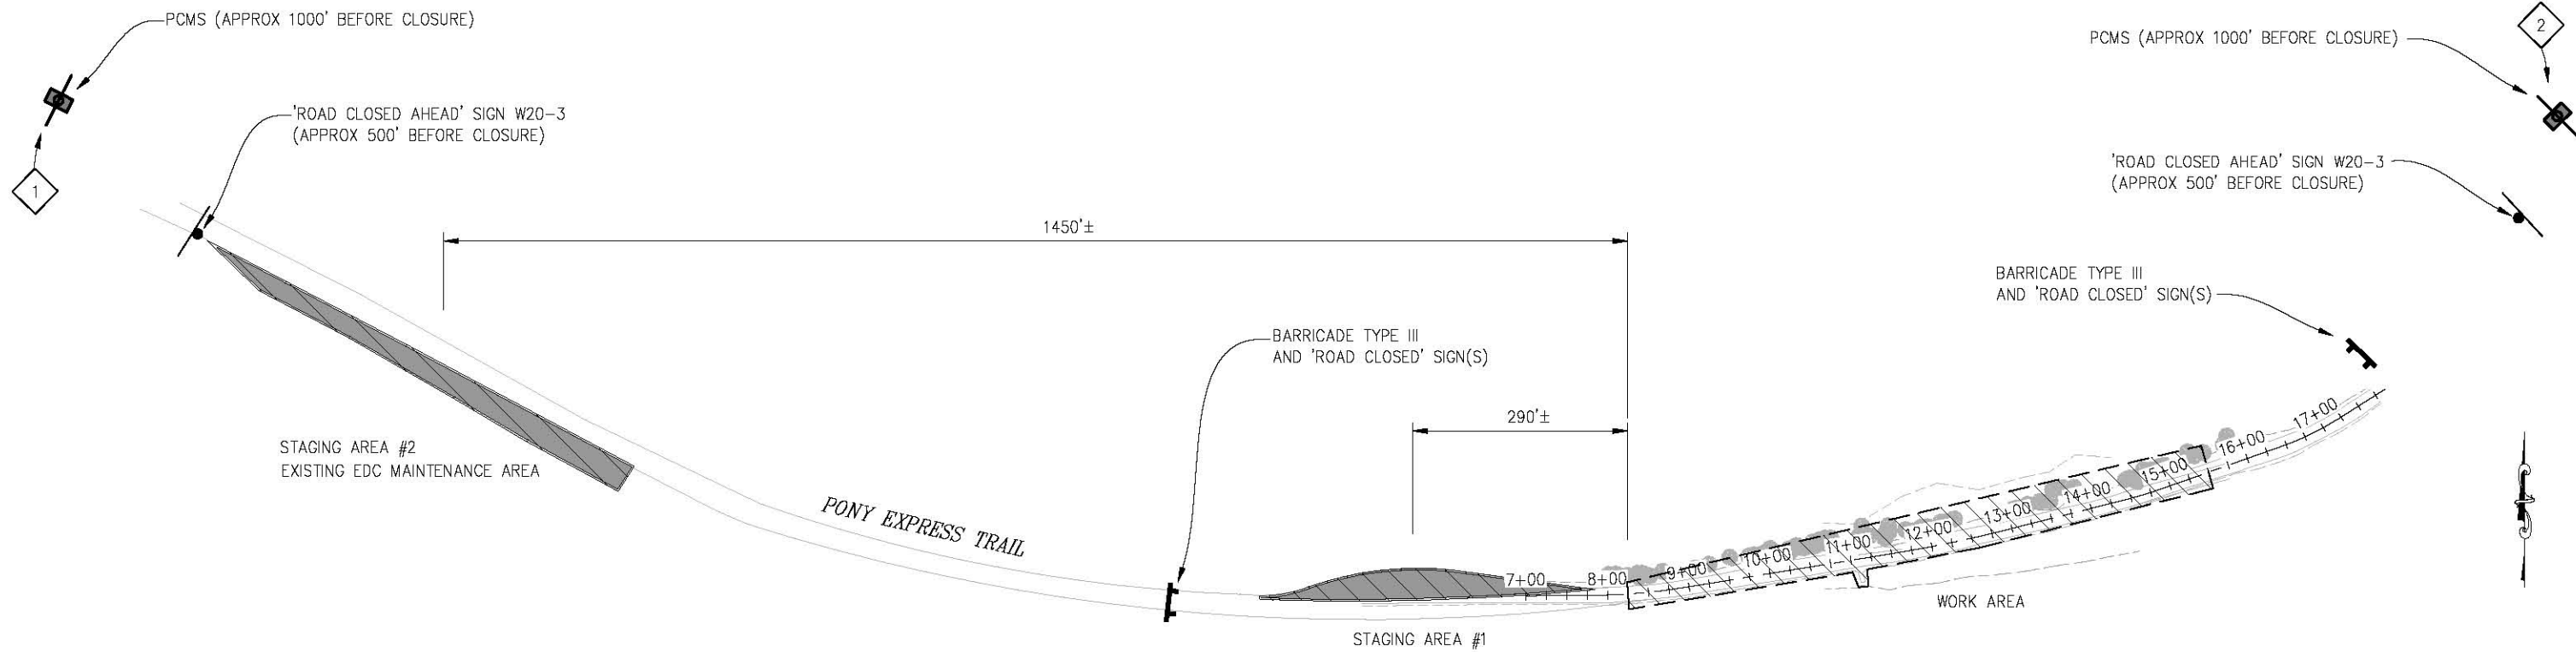 PCMS (APPROX 1000' BEFORE CLOSURE)
2
PCMS (APPROX 1000' BEFORE CLOSURE)
'ROAD CLOSED AHEAD' SIGN W20-3
(APPROX 500' BEFORE CLOSURE)
1
'ROAD CLOSED AHEAD' SIGN W20-3
(APPROX 500' BEFORE CLOSURE)
1450'±
BARRICADE TYPE III
AND 'ROAD CLOSED' SIGN(S)
BARRICADE TYPE III
AND 'ROAD CLOSED' SIGN(S)
290'±
STAGING AREA #2
EXISTING EDC MAINTENANCE AREA
PONY EXPRESS TRAIL
7+00
8+00
9+00
10+00
11+00
12+00
13+00
14+00
15+00
16+00
17+00
WORK AREA
STAGING AREA #1